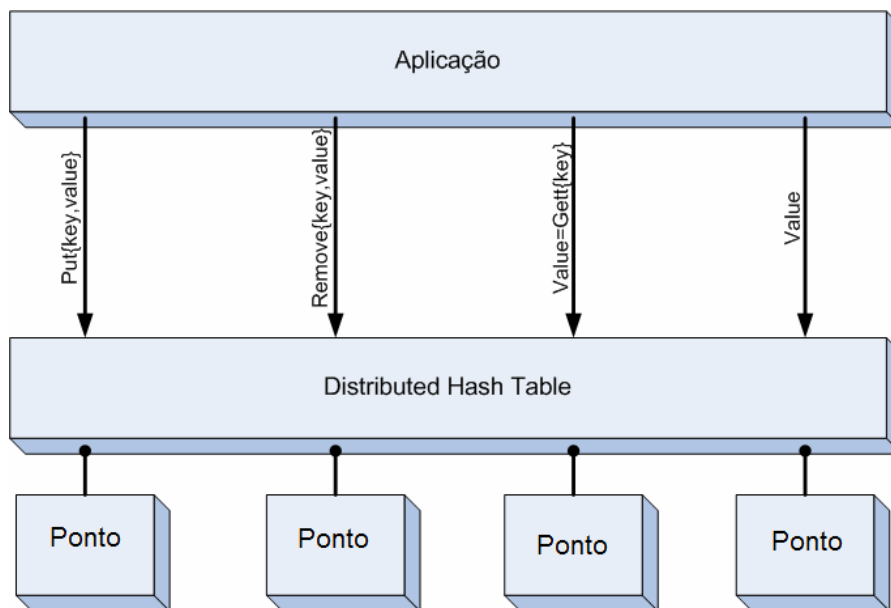 Aplicação
Put{key,value}
Remove{key,value}
Value=Gett{key}
Value
Distributed Hash Table
Ponto
Ponto
Ponto
Ponto